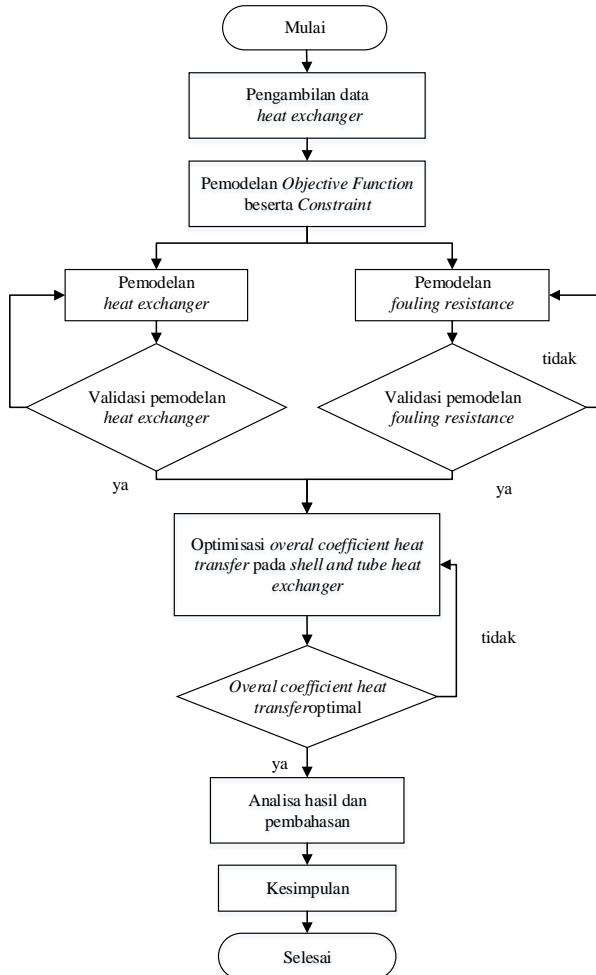 Mulai
Pengambilan data
heat exchanger
Pemodelan Objective Function
beserta Constraint
Pemodelan
heat exchanger
Pemodelan
fouling resistance
tidak
Validasi pemodelan
heat exchanger
Validasi pemodelan
fouling resistance
ya
ya
Optimisasi overal coefficient heat
transfer pada shell and tube heat
exchanger
tidak
Overal coefficient heat
transferoptimal
ya
Analisa hasil dan
pembahasan
Kesimpulan
Selesai